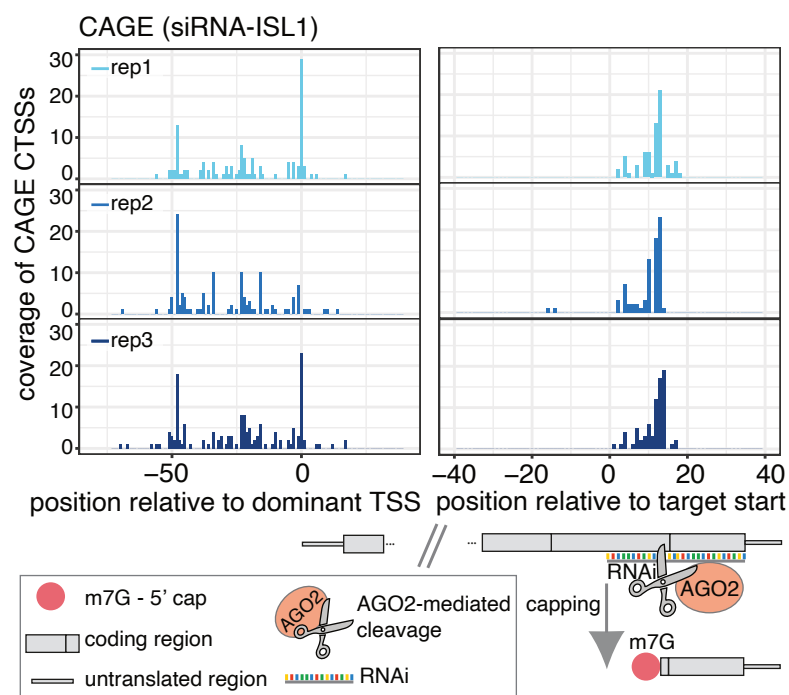 CAGE (siRNA-ISL1)
coverage of CAGE CTSSs
30
20
10
0
rep1
30
20
10
0
rep2
30
20
10
0
rep3
−50
0
−40
−20
0
20
40
position relative to dominant TSS
position relative to target start
...
...
RNAi
AGO2
capping
m7G
m7G - 5' cap
coding region
untranslated region
AGO2
AGO2-mediated
cleavage
RNAi